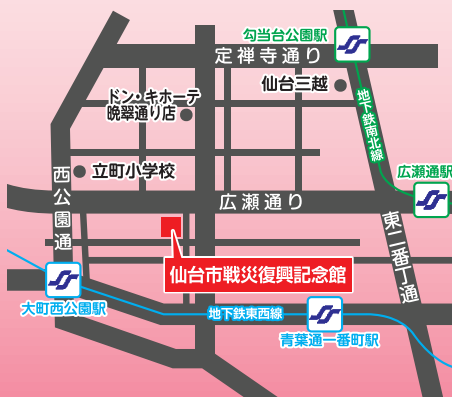 勾当台公園駅
定禅寺通り
仙台三越
ドン・キホーテ
晩翠通り店
地下鉄南北線
立町小学校
広瀬通駅
西公園通
広瀬通り
東二番丁通
仙台市戦災復興記念館
大町西公園駅
地下鉄東西線
青葉通一番町駅